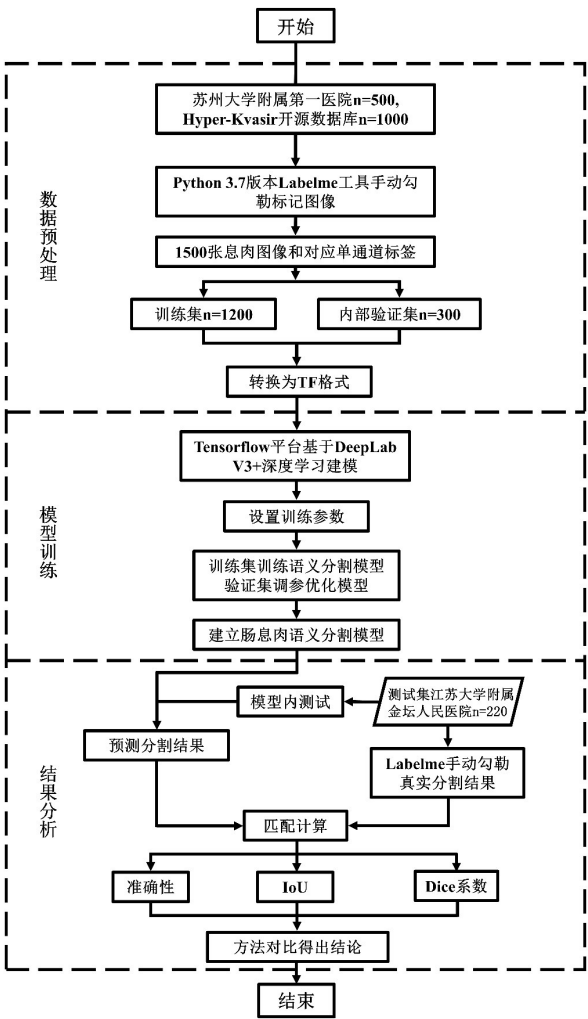 开始
数据预处理
苏州大学附属第一医院n=500,
Hyper-Kvasir开源数据库n=1000
Python 3.7版本Labelme工具手动勾
勒标记图像
1500张息肉图像和对应单通道标签
训练集n=1200
内部验证集n=300
转换为TF格式
模型训练
Tensorflow平台基于DeepLab
V3+深度学习建模
设置训练参数
训练集训练语义分割模型
验证集调参优化模型
建立肠息肉语义分割模型
结果分析
模型内测试
测试集江苏大学附属
金坛人民医院n=220
预测分割结果
Labelme手动勾勒
真实分割结果
匹配计算
准确性
IoU
Dice系数
方法对比得出结论
结束